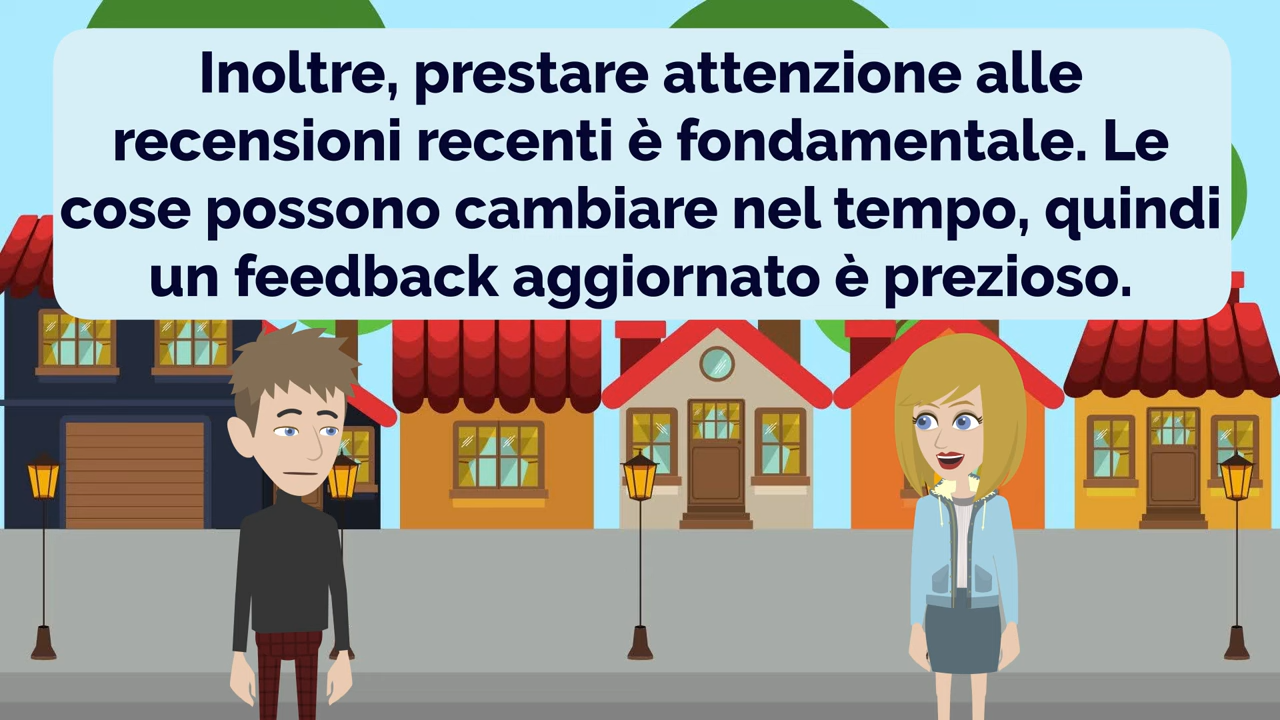 Inoltre, prestare attenzione alle
recensioni recenti è fondamentale. Le
cose possono cambiare nel tempo, quindi
un feedback aggiornato è prezioso.